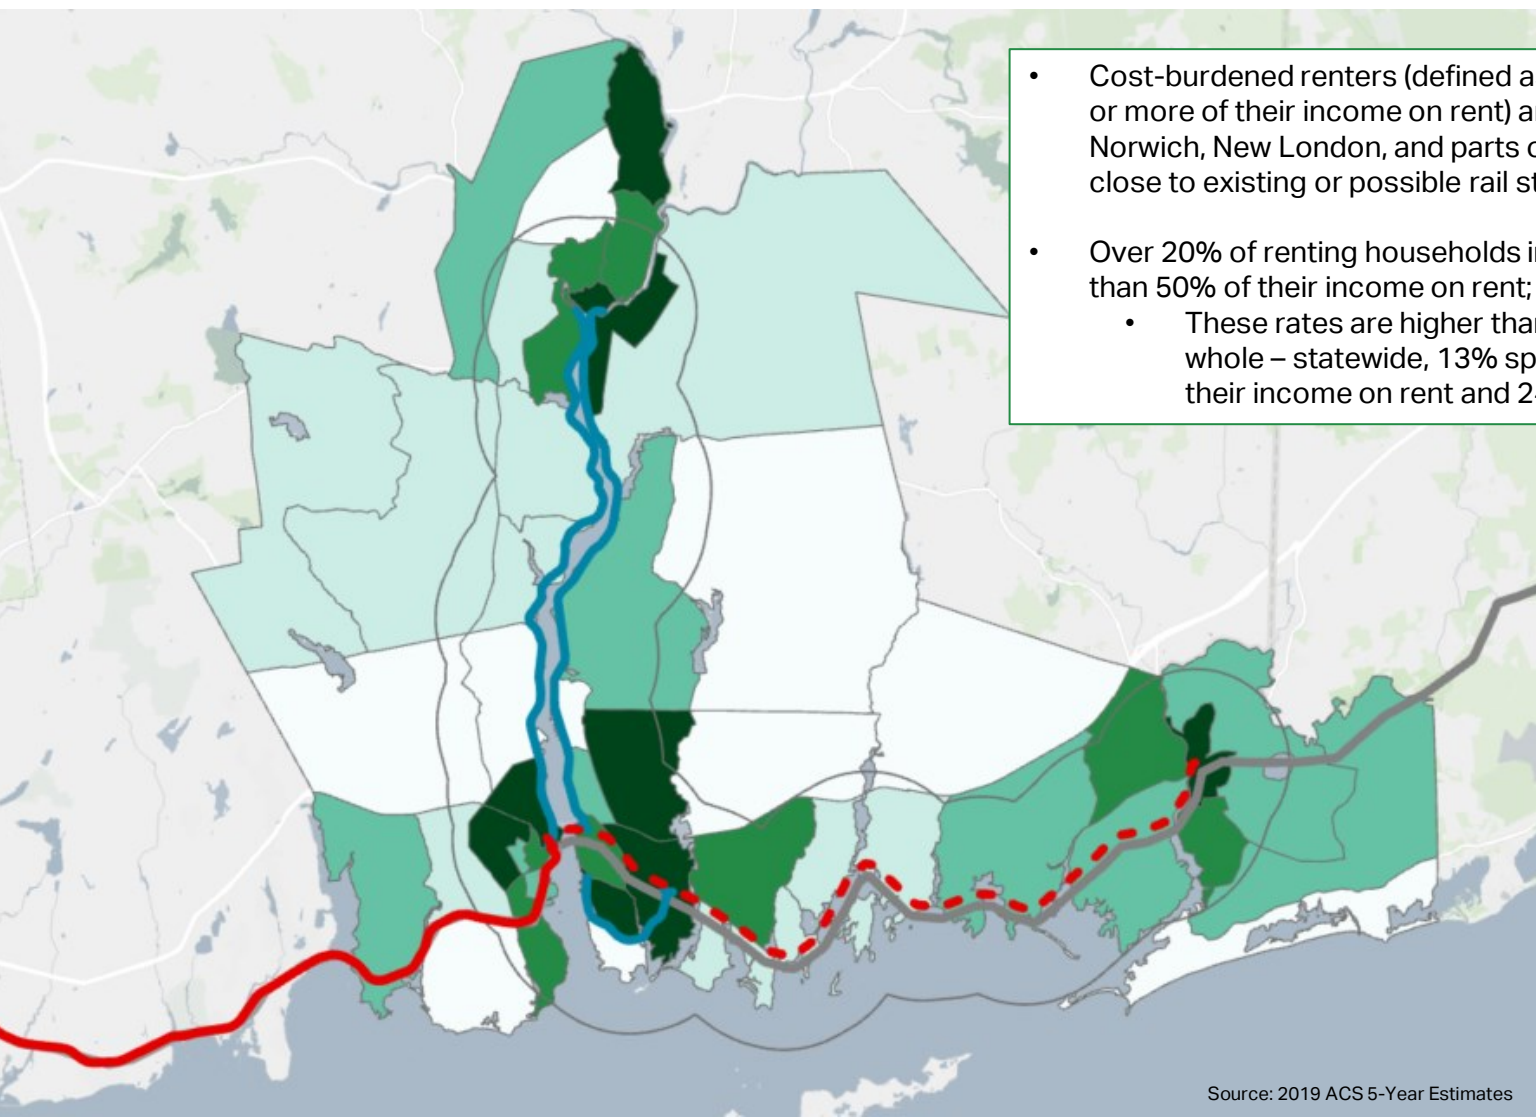 • Cost-burdened renters (defined a
or more of their income on rent) a
Norwich, New London, and parts o
close to existing or possible rail st
• Over 20% of renting households i
than 50% of their income on rent;
• These rates are higher tha
whole – statewide, 13% sp
their income on rent and 2
Source: 2019 ACS 5-Year Estimates